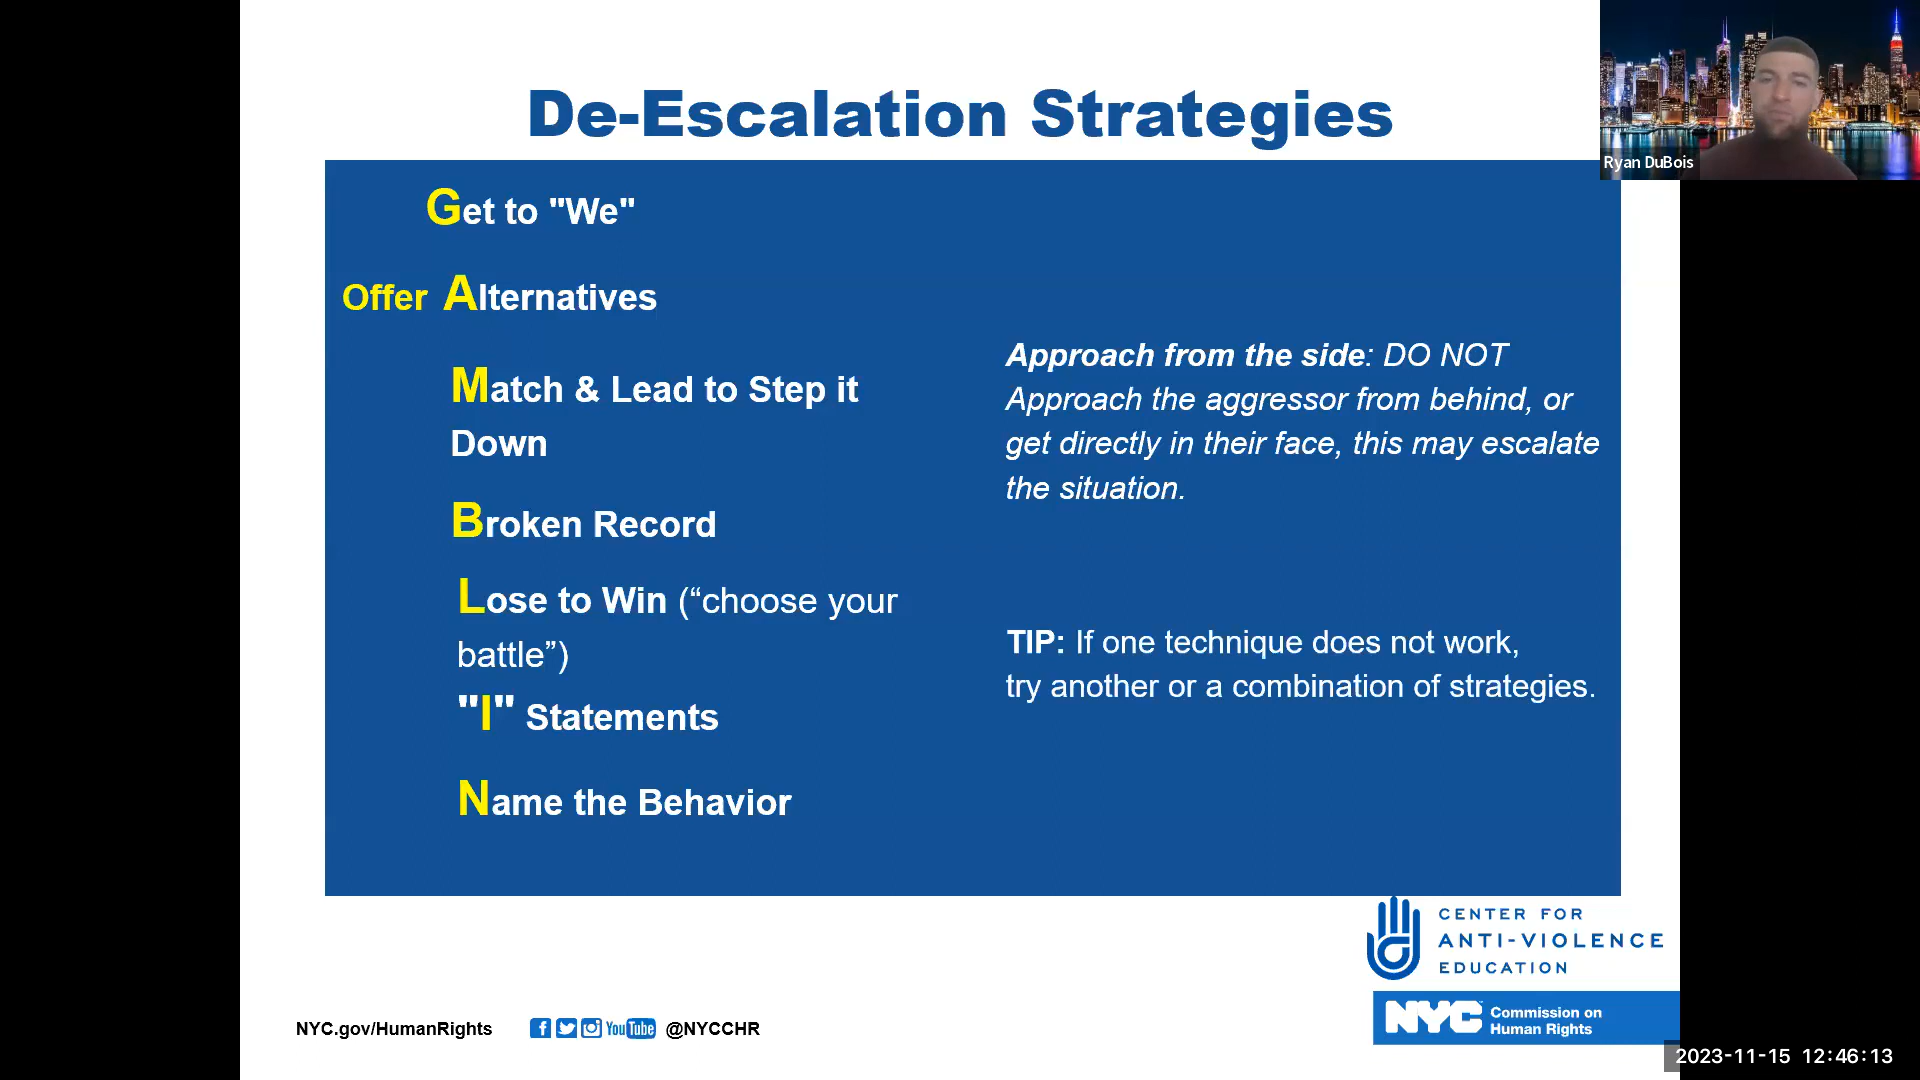 De-Escalation Strategies
Ryan DuBois
Get to "We"
Offer Alternatives
Match & Lead to Step it
Down
Broken Record
Lose to Win (“choose your
battle”)
"I" Statements
Name the Behavior
Approach from the side: DO NOT
Approach the aggressor from behind, or
get directly in their face, this may escalate
the situation.
TIP: If one technique does not work,
try another or a combination of strategies.
CENTER FOR
ANTI-VIOLENCE
EDUCATION
NYC.gov/HumanRights
YouTube
@NYCCHR
NYC
Commission on
Human Rights
2023-11-15 12:46:13